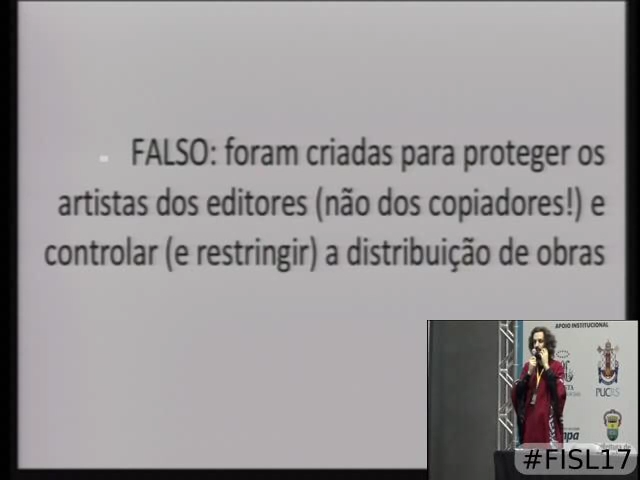 FALSO: foram criadas para proteger os
artistas dos editores (não dos copiadores!) e
controlar (e restringir) a distribuição de obras
APOIO INSTITUCIONAL
PUCRS
#FISL17